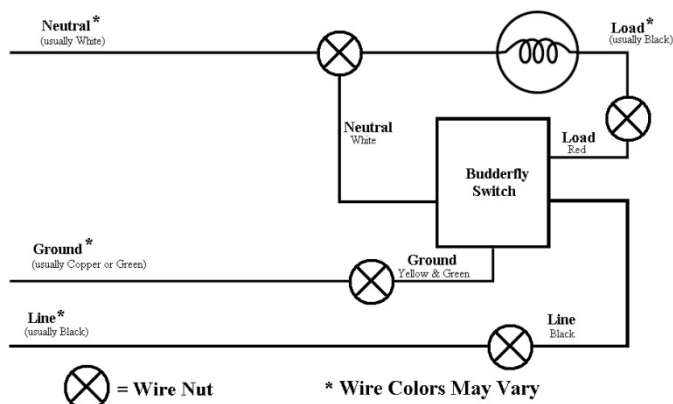 Neutral*
(usually White)
Load*
(usually Black)
Neutral
White
Load
Red
Budderfly
Switch
Ground*
(usually Copper or Green)
Ground
Yellow & Green
Line*
(usually Black)
Line
Black
= Wire Nut
* Wire Colors May Vary